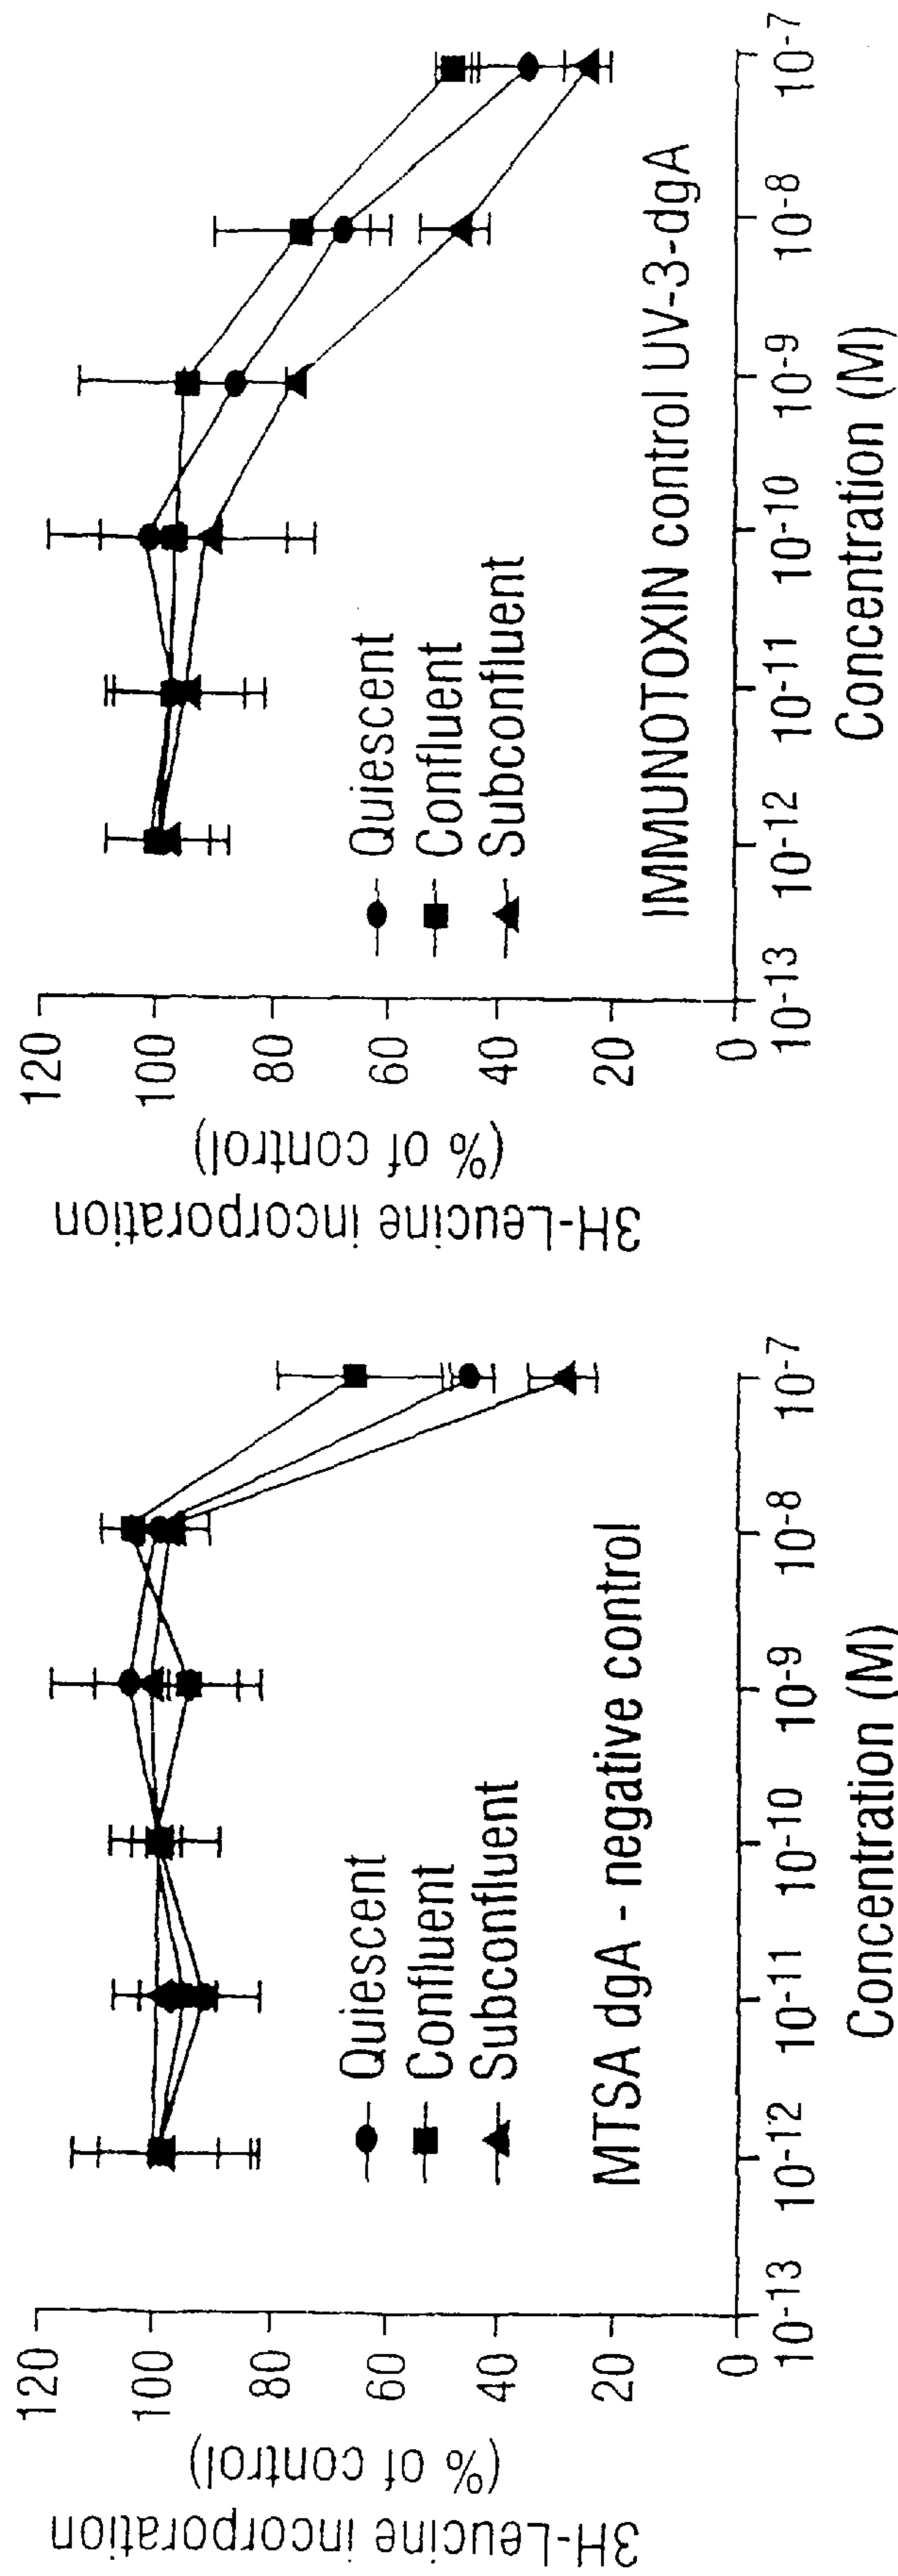 3H-Leucine incorporation
(% of control)
120
100
80
60
40
20
0
Quiescent
Confluent
Subconfluent
MTSA dgA - negative control
10-13
10-12
10-11
10-10
10-9
10-8
10-7
Concentration (M)
3H-Leucine incorporation
(% of control)
120
100
80
60
40
20
0
Quiescent
Confluent
Subconfluent
IMMUNOTOXIN control UV-3-dgA
10-13
10-12
10-11
10-10
10-9
10-8
10-7
Concentration (M)